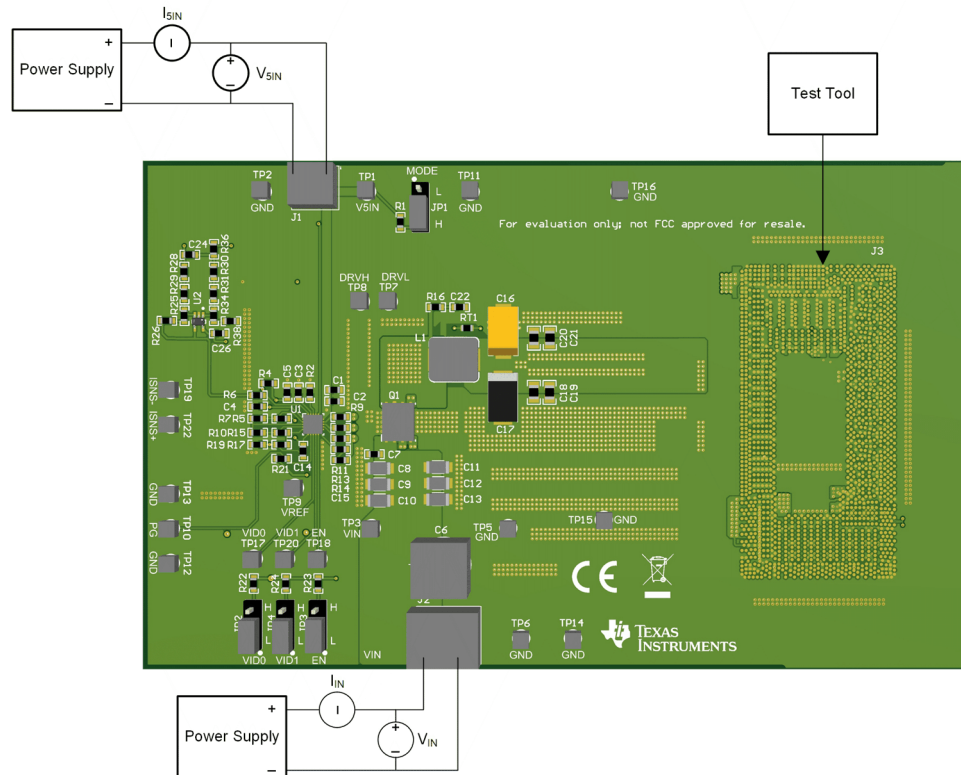 I5IN
Power Supply
+
−
V5IN
+
−
Test Tool
TP2
GND
J1
TP1
V5IN
MODE
L
JP1
H
R1
TP11
GND
TP16
GND
For evaluation only; not FCC approved for resale.
J3
C24
R36
R28
R30
R29
R31
R25
U2
R34
R26
R38
C26
DRVH
TP8
DRVL
TP7
R16
C22
RT1
C16
L1
C20
C21
C18
C19
C17
TP19
ISNS-
TP22
ISNS+
R4
C5
C3
R2
R6
C4
U1
R7
R5
R10
R15
R19
R17
R21
C14
C1
C2
R9
R11
R13
R14
C15
Q1
C7
C8
C9
C10
C11
C12
C13
TP9
VREF
TP13
GND
TP10
PG
TP12
GND
VID0
TP17
VID1
TP20
EN
TP18
TP3
VIN
C6
TP5
GND
TP15
GND
R22
R24
R23
JP2
H
L
JP4
H
L
JP3
H
L
VID0
VID1
EN
VIN
J2
TP6
GND
TP14
GND
CE
TEXAS
INSTRUMENTS
IIN
Power Supply
+
−
VIN
+
−